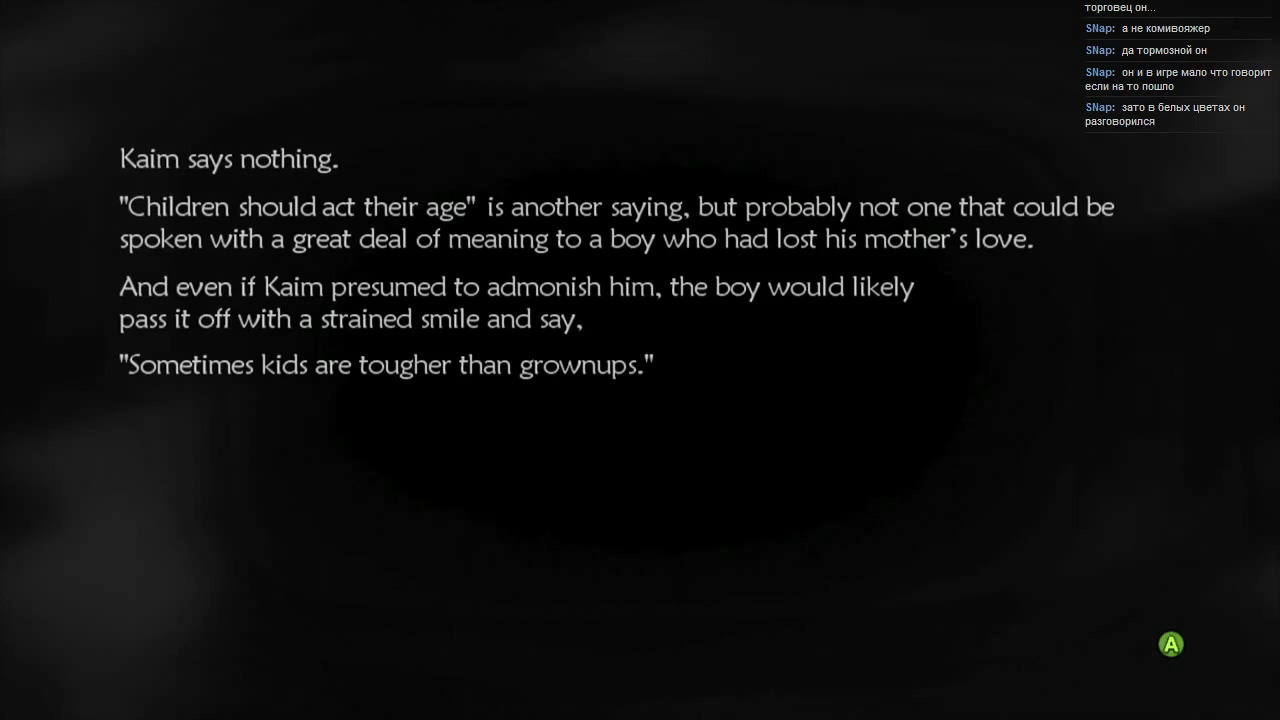 торговец он...
SNap: а не комивояжер
SNap: да тормозной он
SNap: он и в игре мало что говорит
если на то пошло
SNap: зато в белых цветах он
разговорился
Kaim says nothing.
"Children should act their age" is another saying, but probably not one that could be
spoken with a great deal of meaning to a boy who had lost his mother's love.
And even if Kaim presumed to admonish him, the boy would likely
pass it off with a strained smile and say,
"Sometimes kids are tougher than grownups."
A